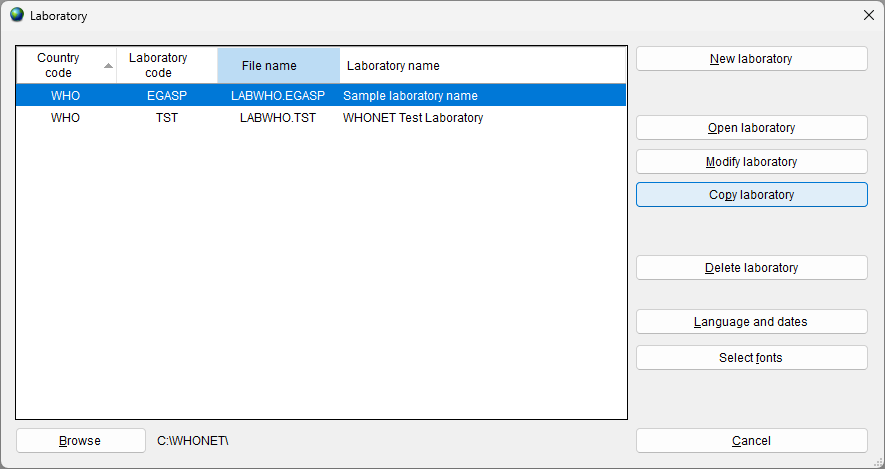 Laboratory
Country code
Laboratory code
File name
Laboratory name
WHO EGASP LABWHO.EGASP Sample laboratory name
WHO TST LABWHO.TST WHONET Test Laboratory
New laboratory
Open laboratory
Modify laboratory
Copy laboratory
Delete laboratory
Language and dates
Select fonts
Browse C:\WHONET\
Cancel